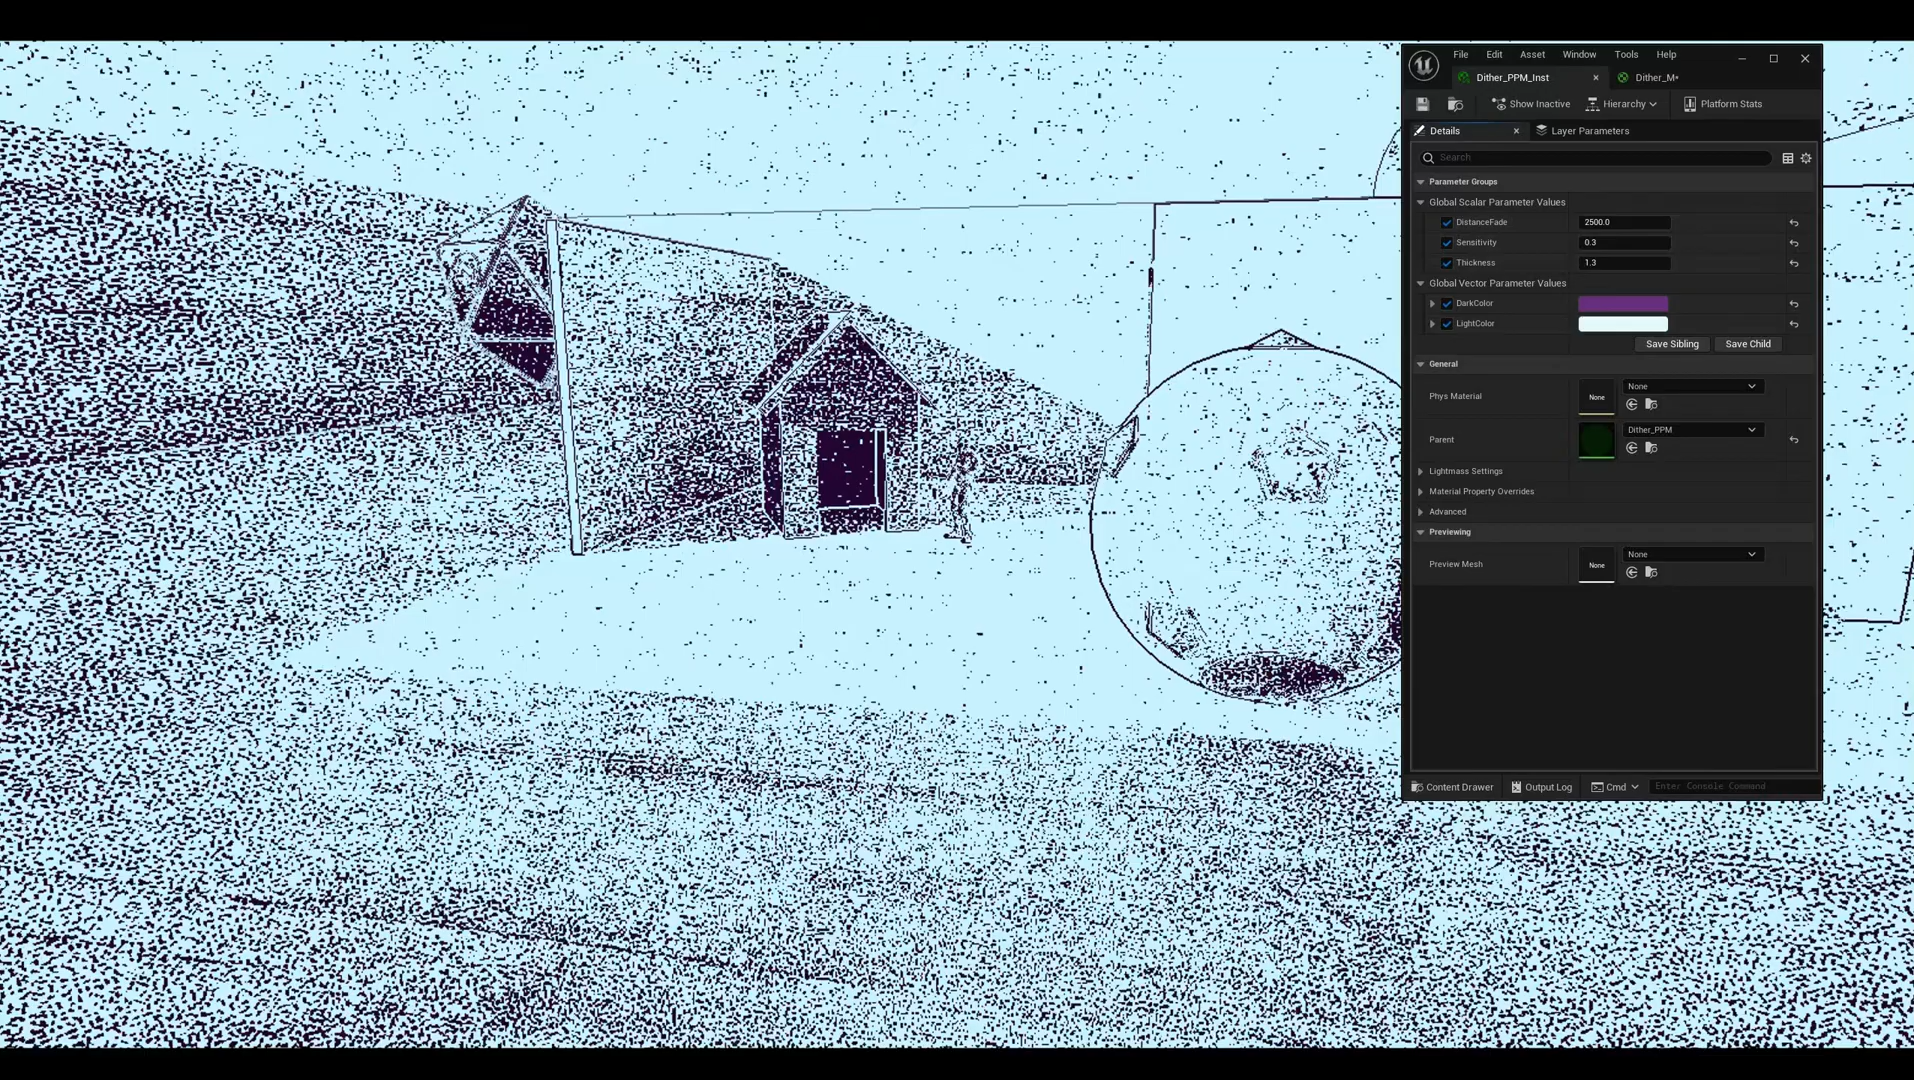 File Edit Asset Window Tools Help
Dither_PPM_Inst Dither_M*
Show Inactive Hierarchy Platform Stats
Details Layer Parameters
Search
Parameter Groups
Global Scalar Parameter Values
DistanceFade 2500.0
Sensitivity 0.3
Thickness 1.3
Global Vector Parameter Values
DarkColor
LightColor
Save Sibling Save Child
General
Phys Material None None
Parent Dither_PPM
Lightmass Settings
Material Property Overrides
Advanced
Previewing
Preview Mesh None None
Content Drawer Output Log Cmd Enter Console Command